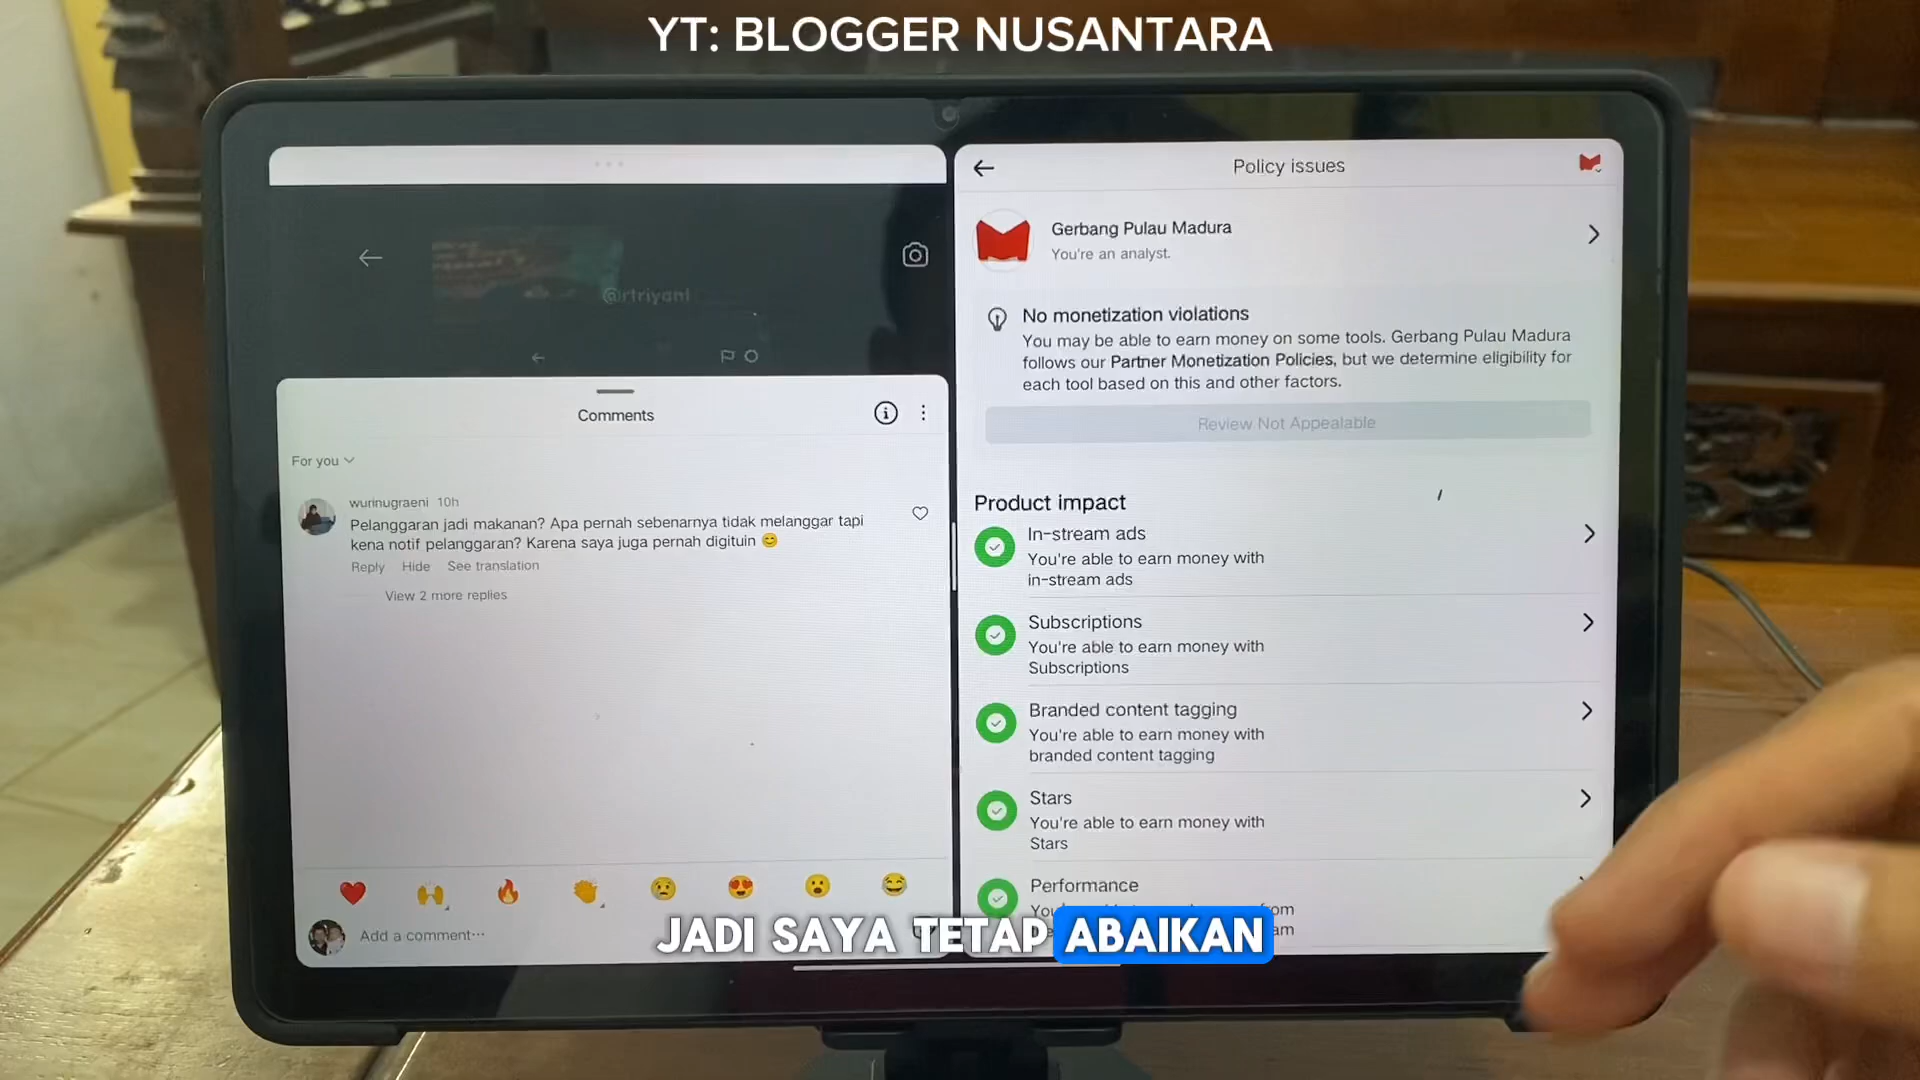 YT: BLOGGER NUSANTARA
@rtriyani
Comments
For you
wurinugraeni 10h
Pelanggaran jadi makanan? Apa pernah sebenarnya tidak melanggar tapi
kena notif pelanggaran? Karena saya juga pernah digituin 😊
Reply Hide See translation
View 2 more replies
Add a comment...
Policy issues
Gerbang Pulau Madura
You're an analyst.
No monetization violations
You may be able to earn money on some tools. Gerbang Pulau Madura
follows our Partner Monetization Policies, but we determine eligibility for
each tool based on this and other factors.
Review Not Appealable
Product impact
In-stream ads
You're able to earn money with
in-stream ads
Subscriptions
You're able to earn money with
Subscriptions
Branded content tagging
You're able to earn money with
branded content tagging
Stars
You're able to earn money with
Stars
Performance
JADI SAYA TETAP ABAIKAN